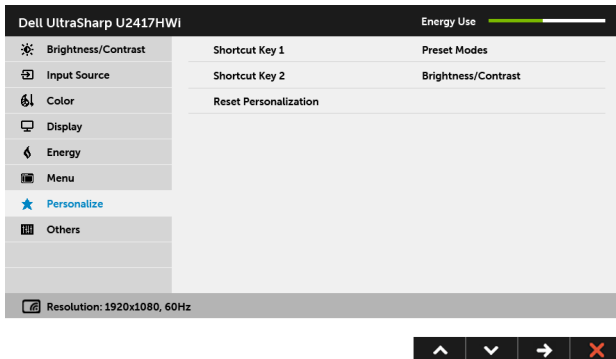 Dell UltraSharp U2417HWi Energy Use
Brightness/Contrast Shortcut Key 1 Preset Modes
Input Source Shortcut Key 2 Brightness/Contrast
Color Reset Personalization
Display
Energy
Menu
Personalize
Others
Resolution: 1920x1080, 60Hz